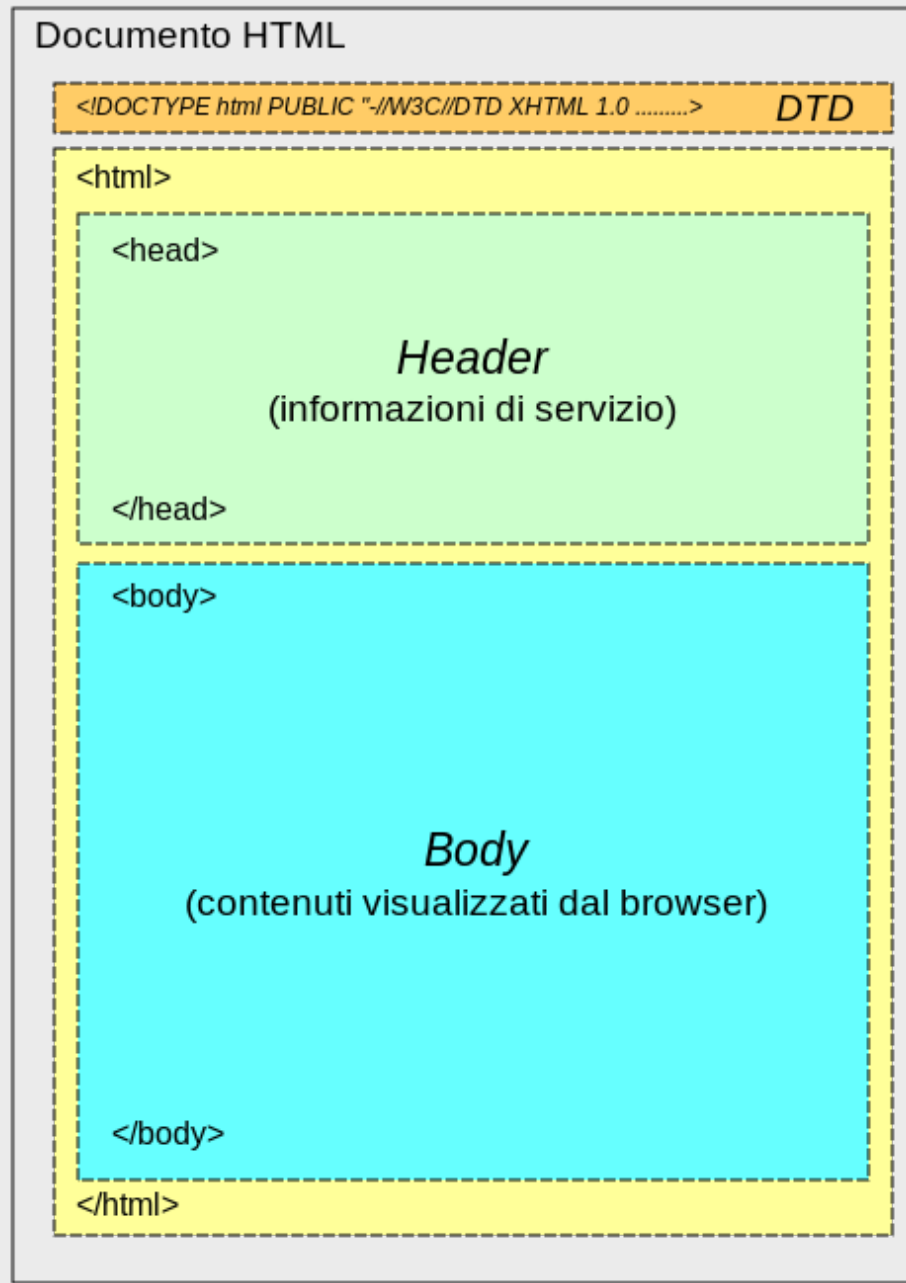 Documento HTML
<!DOCTYPE html PUBLIC "-//W3C//DTD XHTML 1.0 .........> DTD
<html>
<head>
Header
(informazioni di servizio)
</head>
<body>
Body
(contenuti visualizzati dal browser)
</body>
</html>